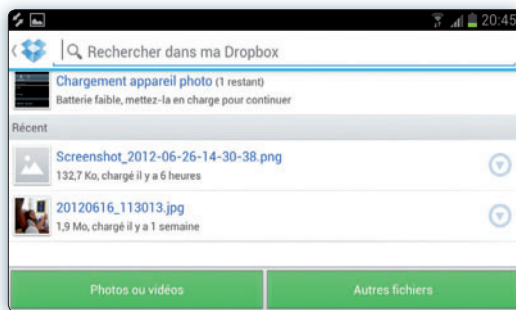 20:45
Rechercher dans ma Dropbox
Chargement appareil photo (1 restant)
Batterie faible, mettez-la en charge pour continuer
Récent
Screenshot_2012-06-26-14-30-38.png
132,7 Ko, chargé il y a 6 heures
20120616_113013.jpg
1,9 Mo, chargé il y a 1 semaine
Photos ou vidéos Autres fichiers